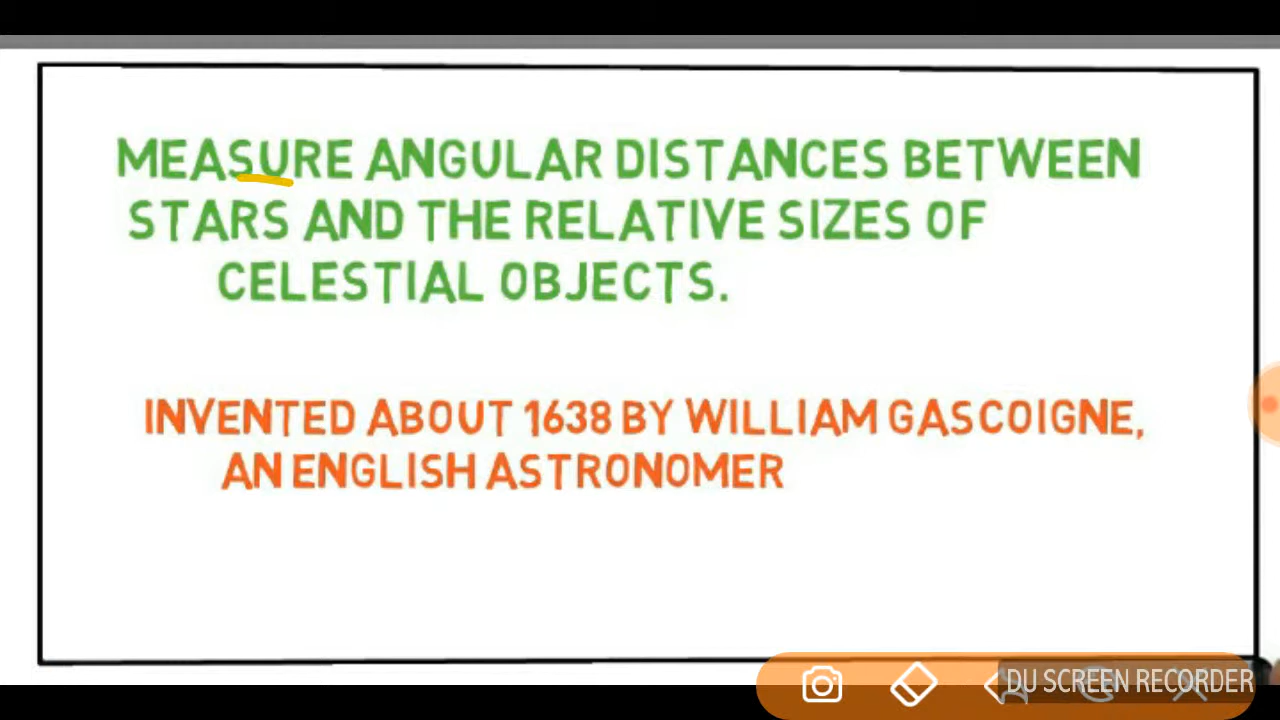 MEASURE ANGULAR DISTANCES BETWEEN
STARS AND THE RELATIVE SIZES OF
CELESTIAL OBJECTS.
INVENTED ABOUT 1638 BY WILLIAM GASCOIGNE,
AN ENGLISH ASTRONOMER
DU SCREEN RECORDER